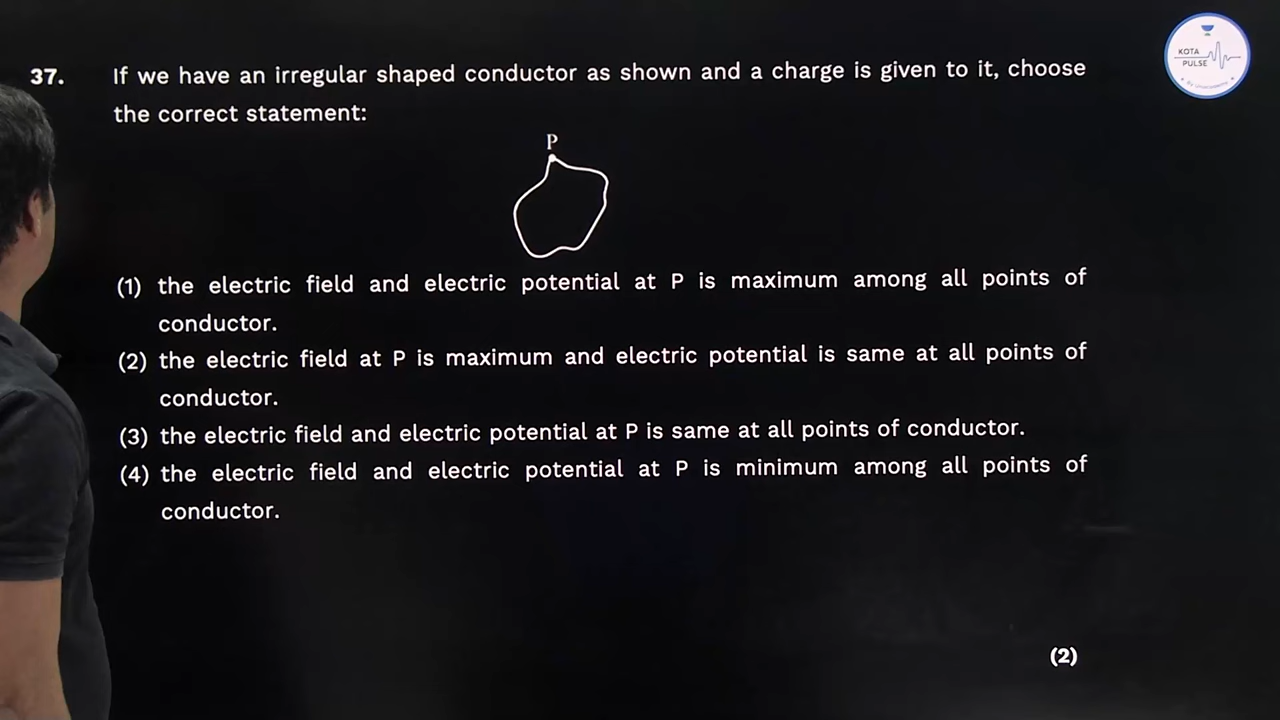 KOTA
PULSE
37. If we have an irregular shaped conductor as shown and a charge is given to it, choose
the correct statement:
P
(1) the electric field and electric potential at P is maximum among all points of
conductor.
(2) the electric field at P is maximum and electric potential is same at all points of
conductor.
(3) the electric field and electric potential at P is same at all points of conductor.
(4) the electric field and electric potential at P is minimum among all points of
conductor.
(2)